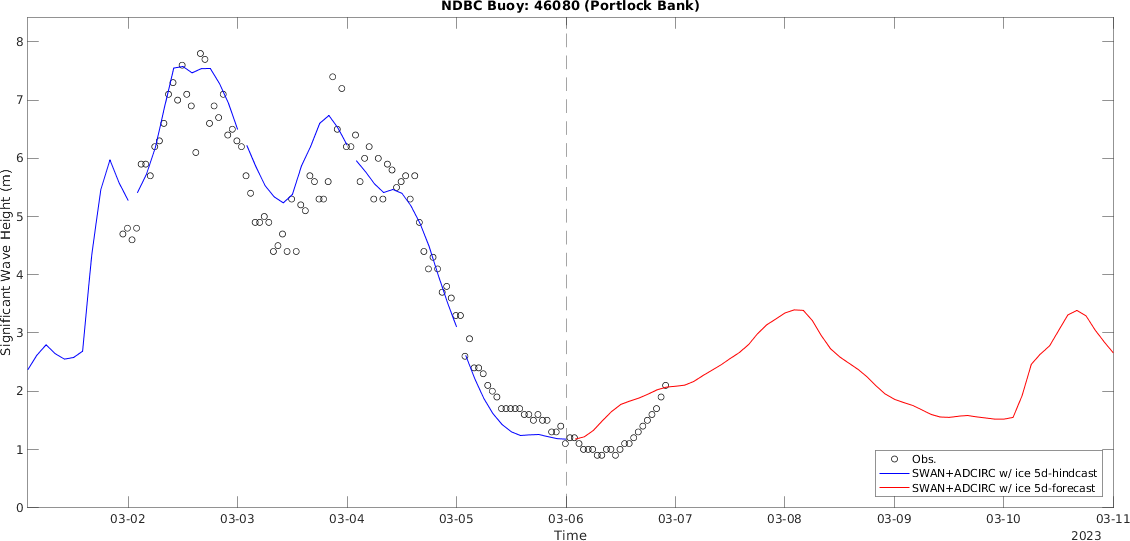 NDBC Buoy: 46080 (Portlock Bank)
Significant Wave Height (m)
8
7
6
5
4
3
2
1
0
Obs.
SWAN+ADCIRC w/ ice 5d-hindcast
SWAN+ADCIRC w/ ice 5d-forecast
03-02 03-03 03-04 03-05 03-06 03-07 03-08 03-09 03-10 03-11
Time
2023